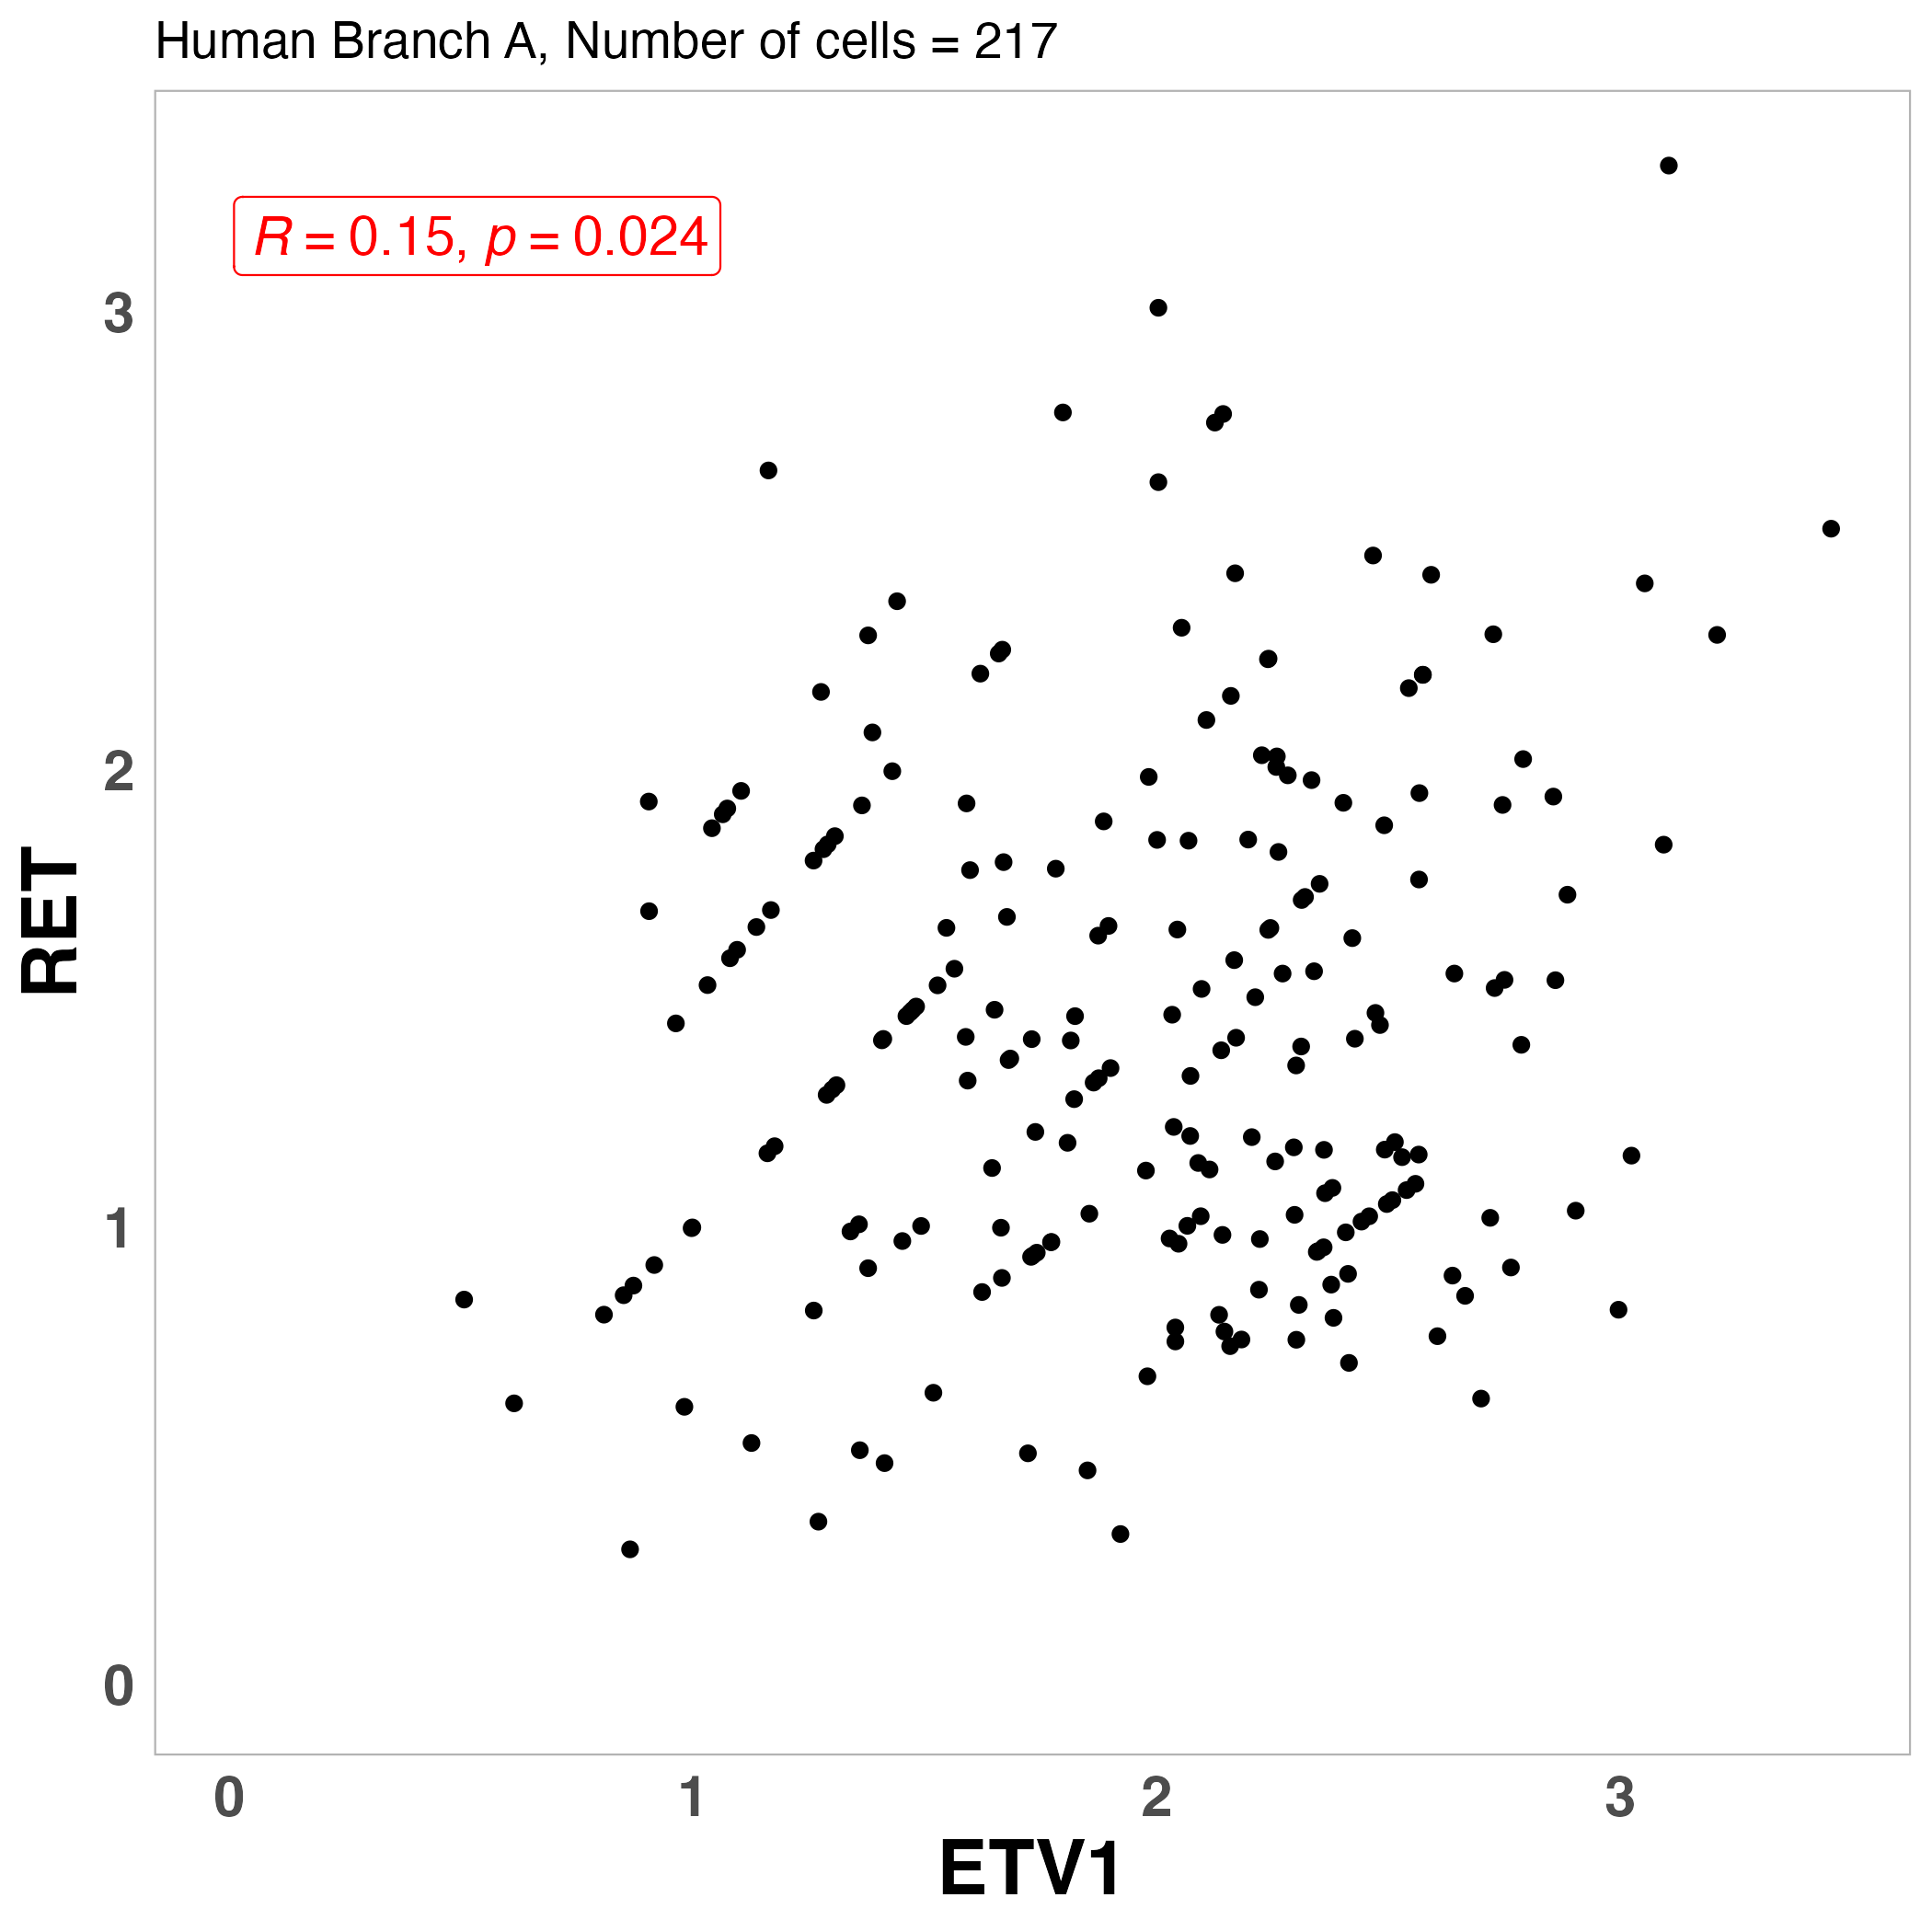 Human Branch A, Number of cells = 217
R = 0.15, p = 0.024
3
2
1
0
RET
0 1 2 3
ETV1